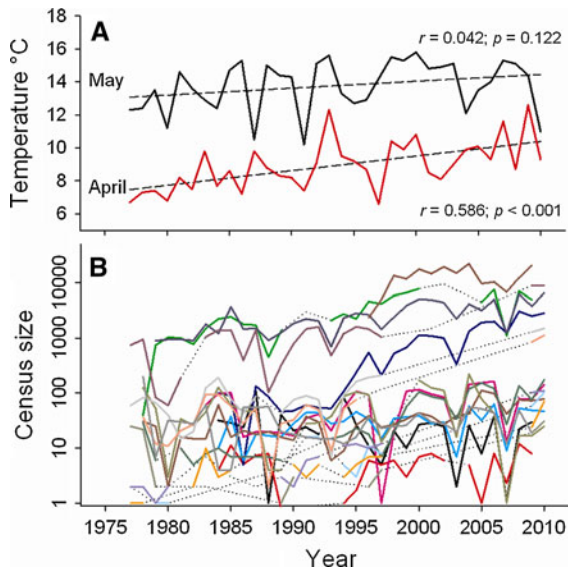 A
r = 0.042; p = 0.122
May
April
r = 0.586; p < 0.001
Temperature °C
18
16
14
12
10
8
6
B
Census size
10000
1000
100
10
1
1975 1980 1985 1990 1995 2000 2005 2010
Year